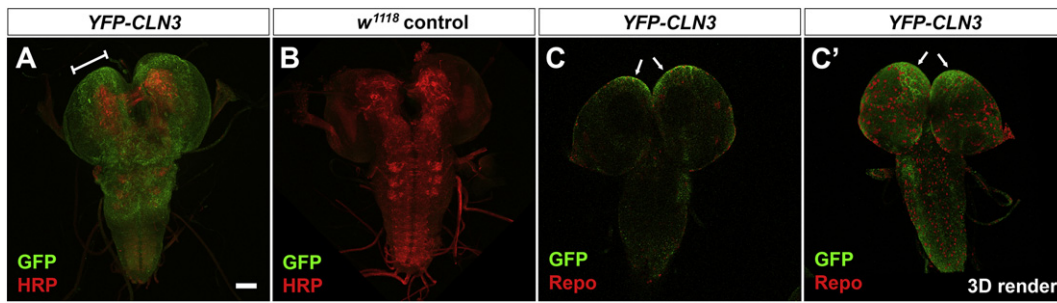 YFP-CLN3
w1118 control
YFP-CLN3
YFP-CLN3
A
B
C
C'
GFP
HRP
GFP
HRP
GFP
Repo
GFP
Repo
3D render